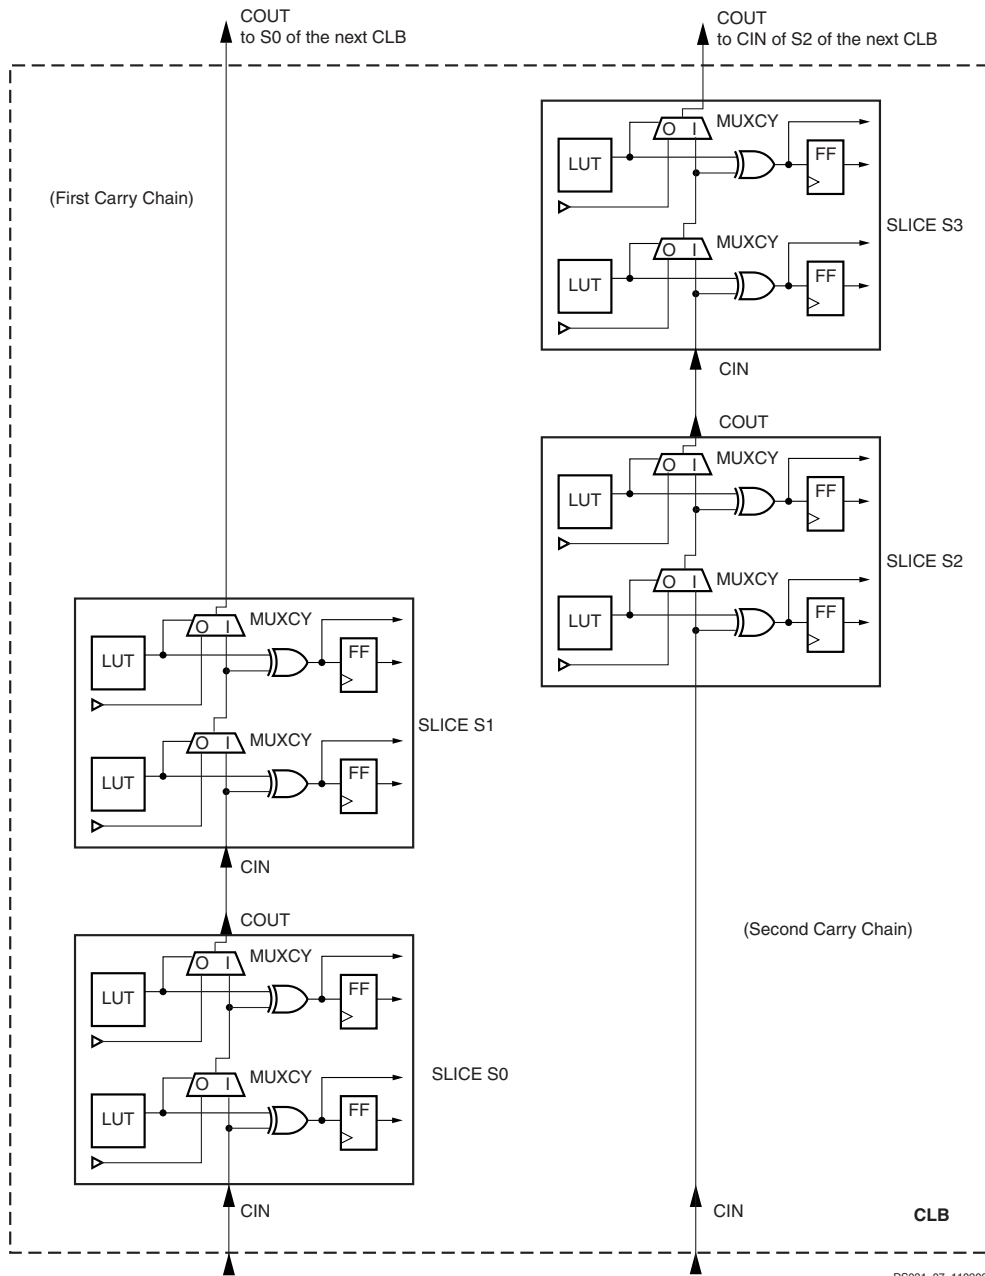 COUT
to S0 of the next CLB
COUT
to CIN of S2 of the next CLB
(First Carry Chain)
O I MUXCY
LUT
FF
SLICE S3
O I MUXCY
LUT
FF
CIN
COUT
O I MUXCY
LUT
FF
SLICE S2
O I MUXCY
LUT
FF
O I MUXCY
LUT
FF
SLICE S1
O I MUXCY
LUT
FF
CIN
COUT
(Second Carry Chain)
O I MUXCY
LUT
FF
SLICE S0
O I MUXCY
LUT
FF
CIN
CIN
CLB